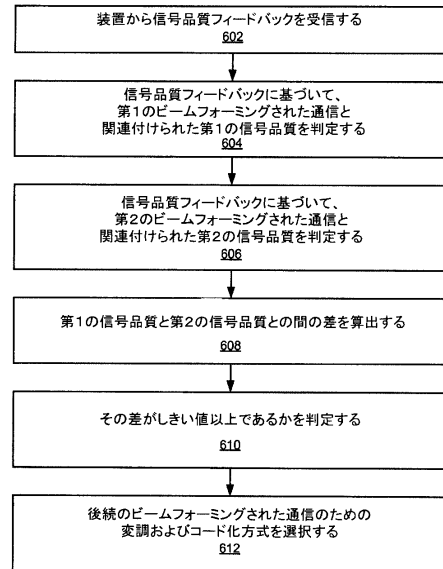 装置から信号品質フィードバックを受信する
602
信号品質フィードバックに基づいて、
第1のビームフォーミングされた通信と
関連付けられた第1の信号品質を判定する
604
信号品質フィードバックに基づいて、
第2のビームフォーミングされた通信と
関連付けられた第2の信号品質を判定する
606
第1の信号品質と第2の信号品質との間の差を算出する
608
その差がしきい値以上であるかを判定する
610
後続のビームフォーミングされた通信のための
変調およびコード化方式を選択する
612